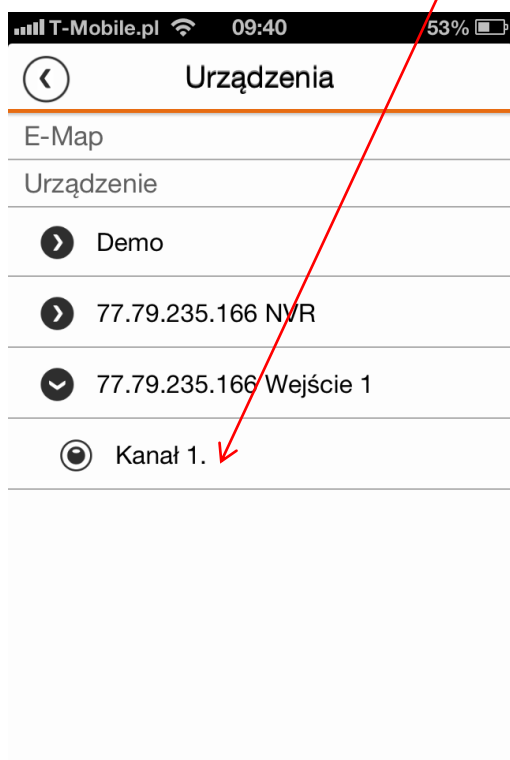 T-Mobile.pl 09:40 53%
Urządzenia
E-Map
Urządzenie
Demo
77.79.235.166 NVR
77.79.235.166 Wejście 1
Kanał 1.